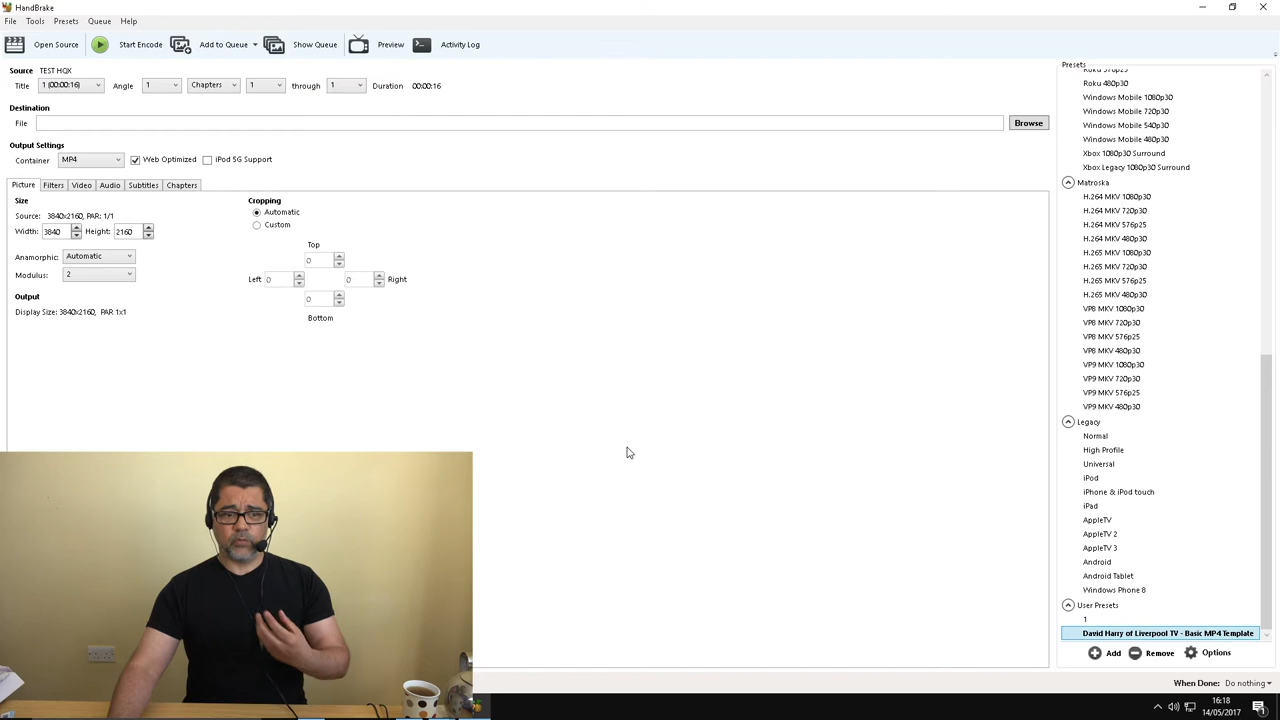 HandBrake
File Tools Presets Queue Help
Open Source Start Encode Add to Queue Show Queue Preview Activity Log
Source TEST HQX
Title 1 (00:00:16) Angle 1 Chapters 1 through 1 Duration 00:00:16
Destination
File Browse
Output Settings
Container MP4 Web Optimized iPod 5G Support
Picture Filters Video Audio Subtitles Chapters
Size
Source: 3840x2160, PAR: 1/1
Width: 3840 Height: 2160
Anamorphic: Automatic
Modulus: 2
Output
Display Size: 3840x2160, PAR 1x1
Cropping
Automatic
Custom
Top
0
Left 0 0 Right
0
Bottom
Presets
Roku 576p25
Roku 480p30
Windows Mobile 1080p30
Windows Mobile 720p30
Windows Mobile 540p30
Windows Mobile 480p30
Xbox 1080p30 Surround
Xbox Legacy 1080p30 Surround
Matroska
H.264 MKV 1080p30
H.264 MKV 720p30
H.264 MKV 576p25
H.264 MKV 480p30
H.265 MKV 1080p30
H.265 MKV 720p30
H.265 MKV 576p25
H.265 MKV 480p30
VP8 MKV 1080p30
VP8 MKV 720p30
VP8 MKV 576p25
VP8 MKV 480p30
VP9 MKV 1080p30
VP9 MKV 720p30
VP9 MKV 576p25
VP9 MKV 480p30
Legacy
Normal
High Profile
Universal
iPod
iPhone & iPod touch
iPad
AppleTV
AppleTV 2
AppleTV 3
Android
Android Tablet
Windows Phone 8
User Presets
1
David Harry of Liverpool TV - Basic MP4 Template
Add Remove Options
When Done: Do nothing
16:18
14/05/2017
1